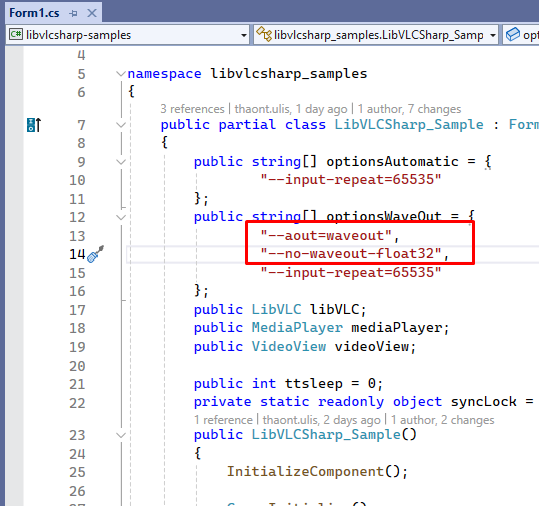 Form1.cs
libvlcsharp-samples
libvlcsharp_samples.LibVLCSharp_Samp
opt
4
5 namespace libvlcsharp_samples
6 {
3 references | thaont.ulis, 1 day ago | 1 author, 7 changes
7 public partial class LibVLCSharp_Sample : Form
8 {
9 public string[] optionsAutomatic = {
10 "--input-repeat=65535"
11 };
12 public string[] optionsWaveOut = {
13 "--aout=waveout",
14 "--no-waveout-float32",
15 "--input-repeat=65535"
16 };
17 public LibVLC libVLC;
18 public MediaPlayer mediaPlayer;
19 public VideoView videoView;
20
21 public int ttsleep = 0;
22 private static readonly object syncLock =
1 reference | thaont.ulis, 2 days ago | 1 author, 2 changes
23 public LibVLCSharp_Sample()
24 {
25 InitializeComponent();
26